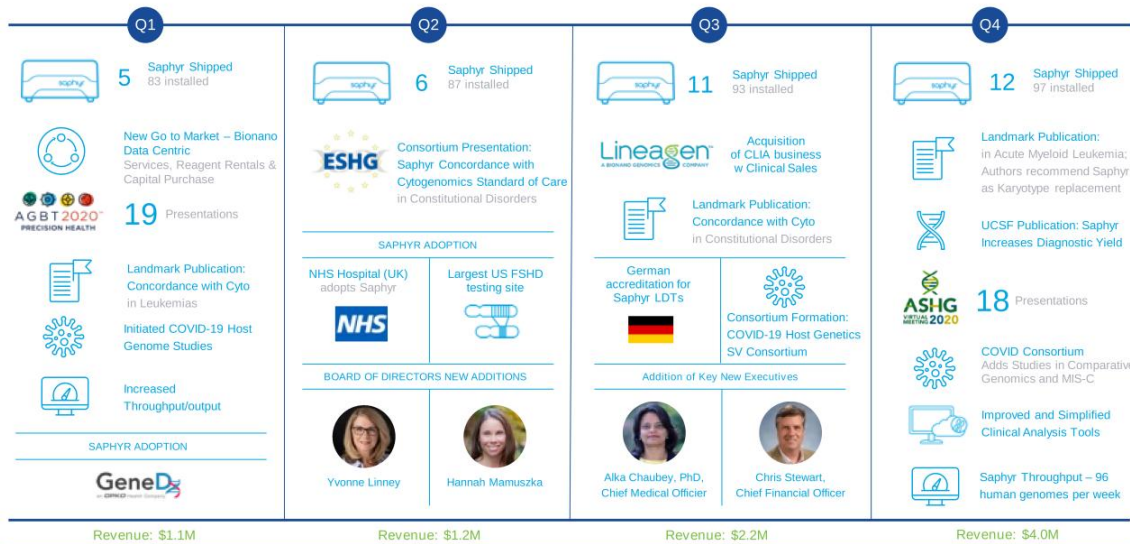 Q1
Q2
Q3
Q4
saphyr
5
Saphyr Shipped
83 installed
New Go to Market – Bionano
Data Centric
Services, Reagent Rentals &
Capital Purchase
AGBT2020
PRECISION HEALTH
19 Presentations
Landmark Publication:
Concordance with Cyto
in Leukemias
Initiated COVID-19 Host
Genome Studies
Increased
Throughput/output
SAPHYR ADOPTION
GeneDx
an OPKO Health Company
Revenue: $1.1M
saphyr
6
Saphyr Shipped
87 installed
ESHG
Consortium Presentation:
Saphyr Concordance with
Cytogenomics Standard of Care
in Constitutional Disorders
SAPHYR ADOPTION
NHS Hospital (UK)
adopts Saphyr
NHS
Largest US FSHD
testing site
BOARD OF DIRECTORS NEW ADDITIONS
Yvonne Linney
Hannah Mamuszka
Revenue: $1.2M
saphyr
11
Saphyr Shipped
93 installed
Lineagen
A BIONANO GENOMICS COMPANY
Acquisition
of CLIA business
w Clinical Sales
Landmark Publication:
Concordance with Cyto
in Constitutional Disorders
German
accreditation for
Saphyr LDTs
Consortium Formation:
COVID-19 Host Genetics
SV Consortium
Addition of Key New Executives
Alka Chaubey, PhD,
Chief Medical Officier
Chris Stewart,
Chief Financial Officer
Revenue: $2.2M
saphyr
12
Saphyr Shipped
97 installed
Landmark Publication:
in Acute Myeloid Leukemia;
Authors recommend Saphyr
as Karyotype replacement
UCSF Publication: Saphyr
Increases Diagnostic Yield
ASHG
VIRTUAL
MEETING 2020
18 Presentations
COVID Consortium
Adds Studies in Comparative
Genomics and MIS-C
Improved and Simplified
Clinical Analysis Tools
Saphyr Throughput – 96
human genomes per week
Revenue: $4.0M